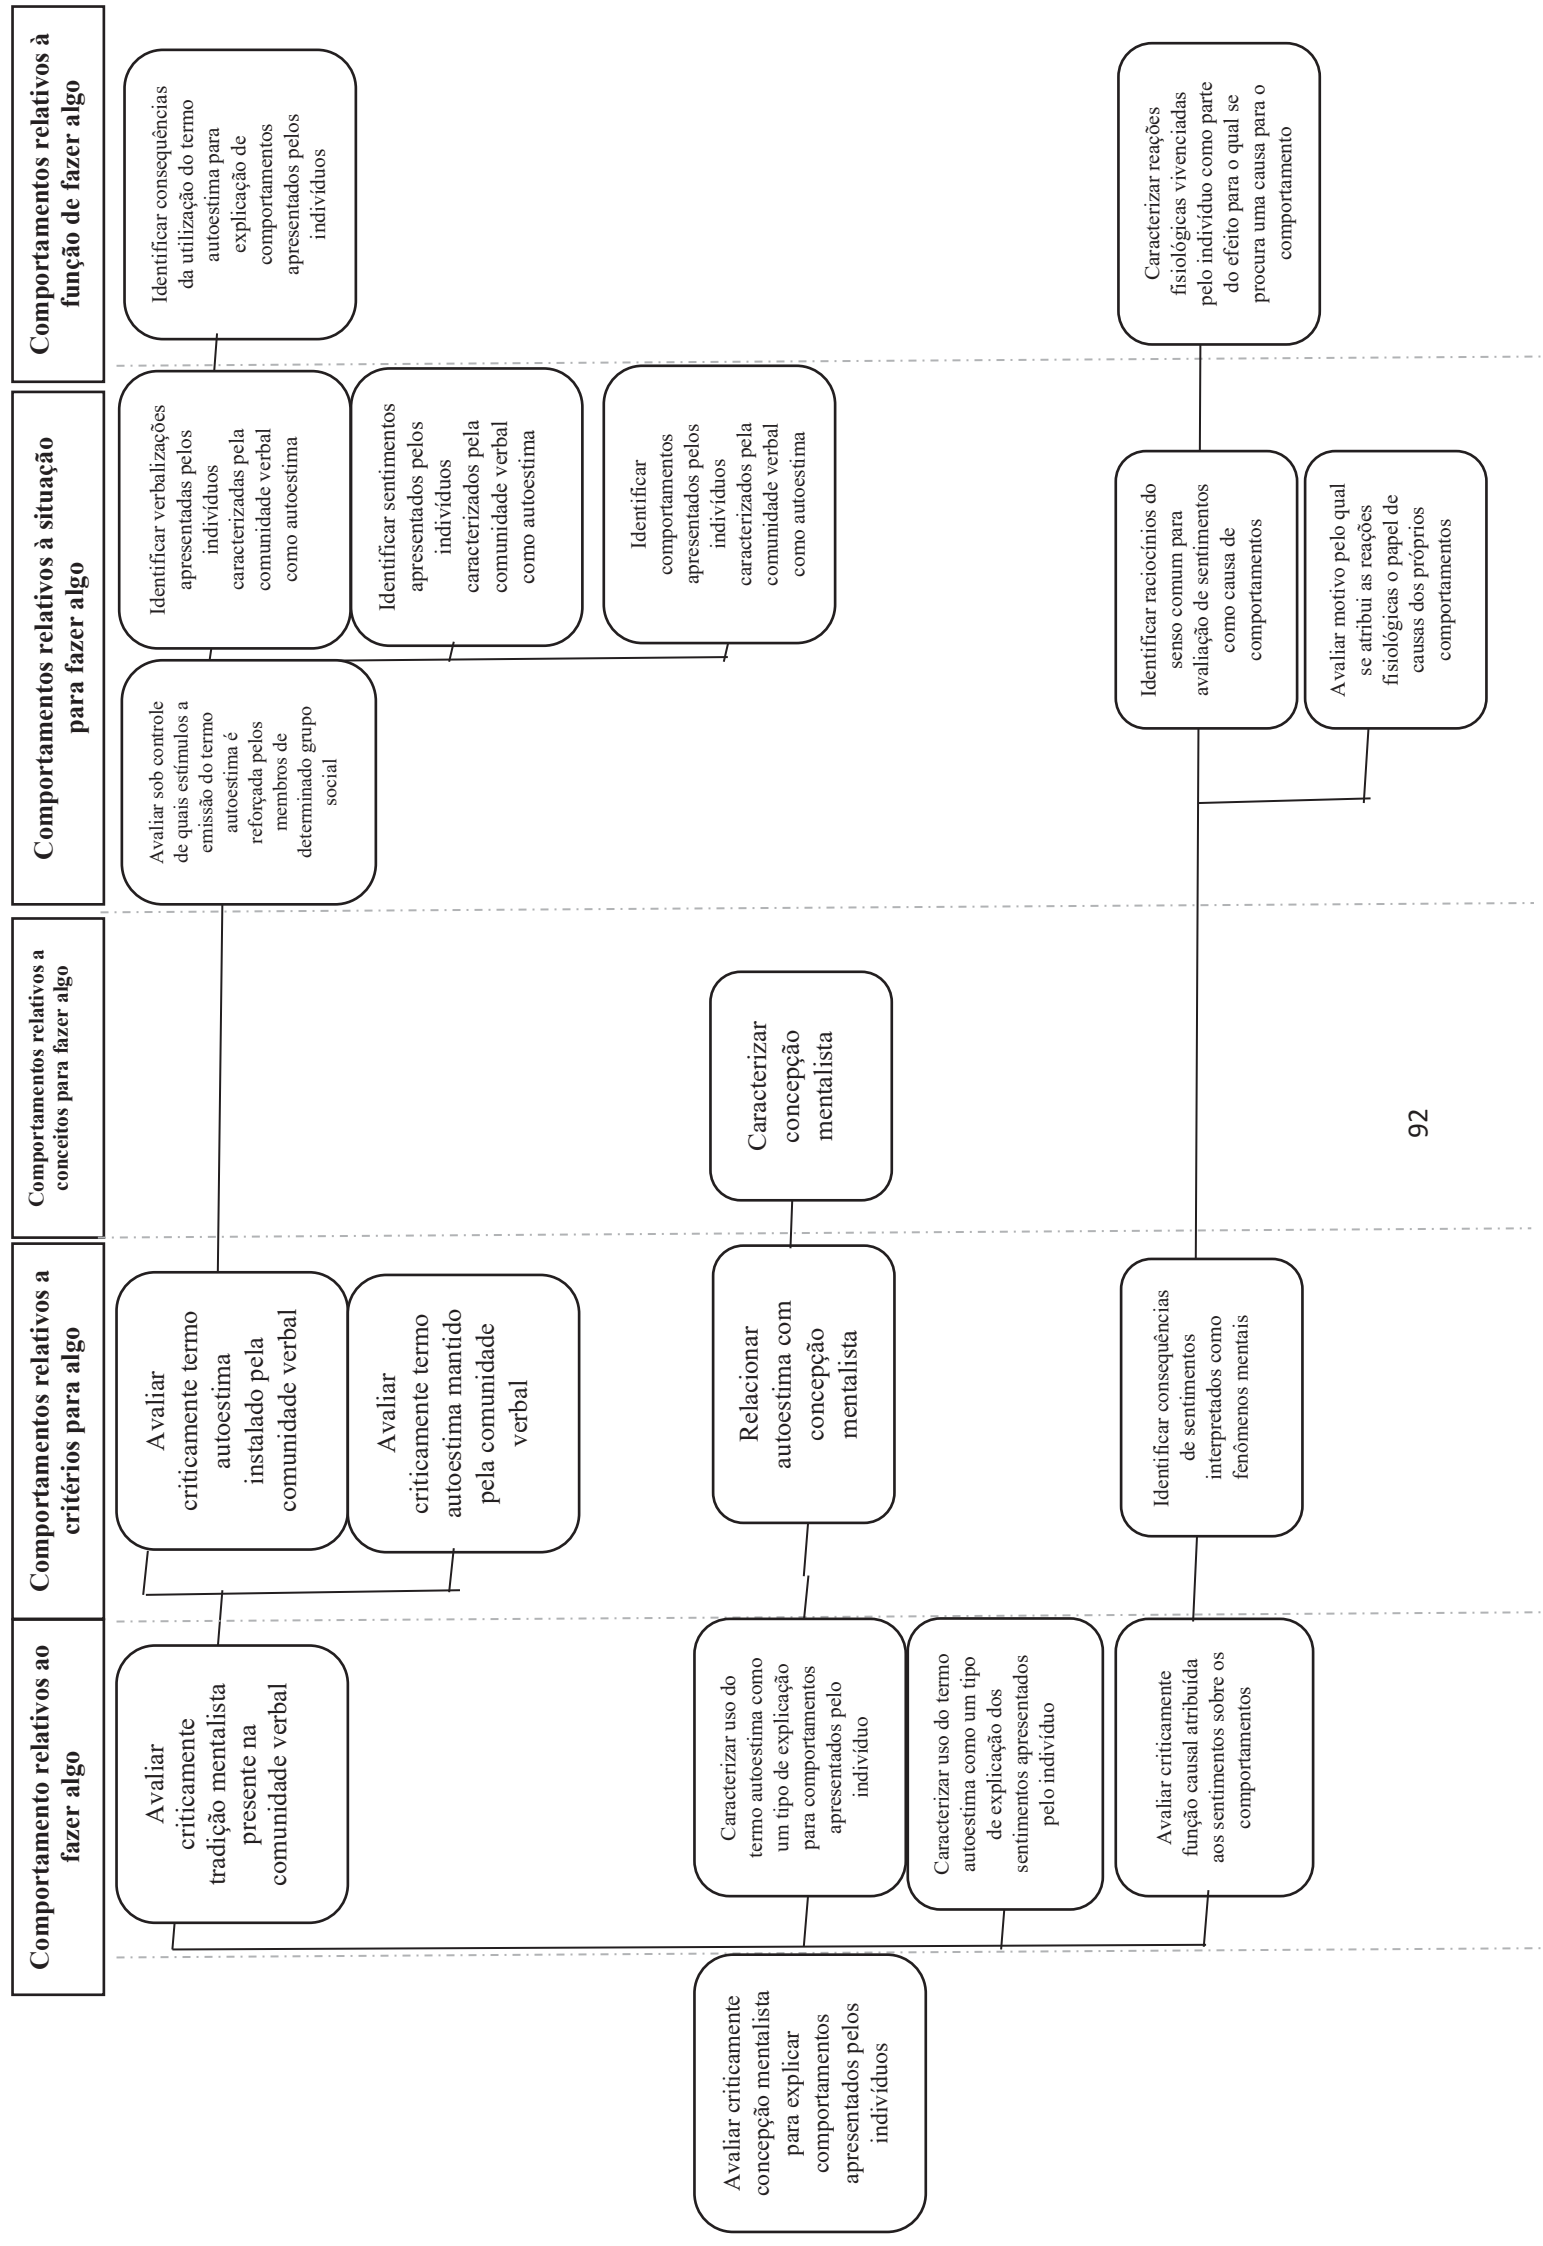 Comportamento relativos ao
fazer algo
Comportamentos relativos a
critérios para algo
Comportamentos relativos a
conceitos para fazer algo
Comportamentos relativos à situação
para fazer algo
Comportamentos relativos à
função de fazer algo
Avaliar criticamente
concepção mentalista
para explicar
comportamentos
apresentados pelos
indivíduos
Avaliar
criticamente
tradição mentalista
presente na
comunidade verbal
Avaliar
criticamente termo
autoestima
instalado pela
comunidade verbal
Avaliar
criticamente termo
autoestima mantido
pela comunidade
verbal
Avaliar sob controle
de quais estímulos a
emissão do termo
autoestima é
reforçada pelos
membros de
determinado grupo
social
Identificar verbalizações
apresentadas pelos
indivíduos
caracterizadas pela
comunidade verbal
como autoestima
Identificar sentimentos
apresentados pelos
indivíduos
caracterizados pela
comunidade verbal
como autoestima
Identificar
comportamentos
apresentados pelos
indivíduos
caracterizados pela
comunidade verbal
como autoestima
Identificar consequências
da utilização do termo
autoestima para
explicação de
comportamentos
apresentados pelos
indivíduos
Caracterizar uso do
termo autoestima como
um tipo de explicação
para comportamentos
apresentados pelo
indivíduo
Relacionar
autoestima com
concepção
mentalista
Caracterizar
concepção
mentalista
Caracterizar uso do termo
autoestima como um tipo
de explicação dos
sentimentos apresentados
pelo indivíduo
Avaliar criticamente
função causal atribuída
aos sentimentos sobre os
comportamentos
Identificar consequências
de sentimentos
interpretados como
fenômenos mentais
Identificar raciocínios do
senso comum para
avaliação de sentimentos
como causa de
comportamentos
Avaliar motivo pelo qual
se atribui as reações
fisiológicas o papel de
causas dos próprios
comportamentos
Caracterizar reações
fisiológicas vivenciadas
pelo indivíduo como parte
do efeito para o qual se
procura uma causa para o
comportamento
92